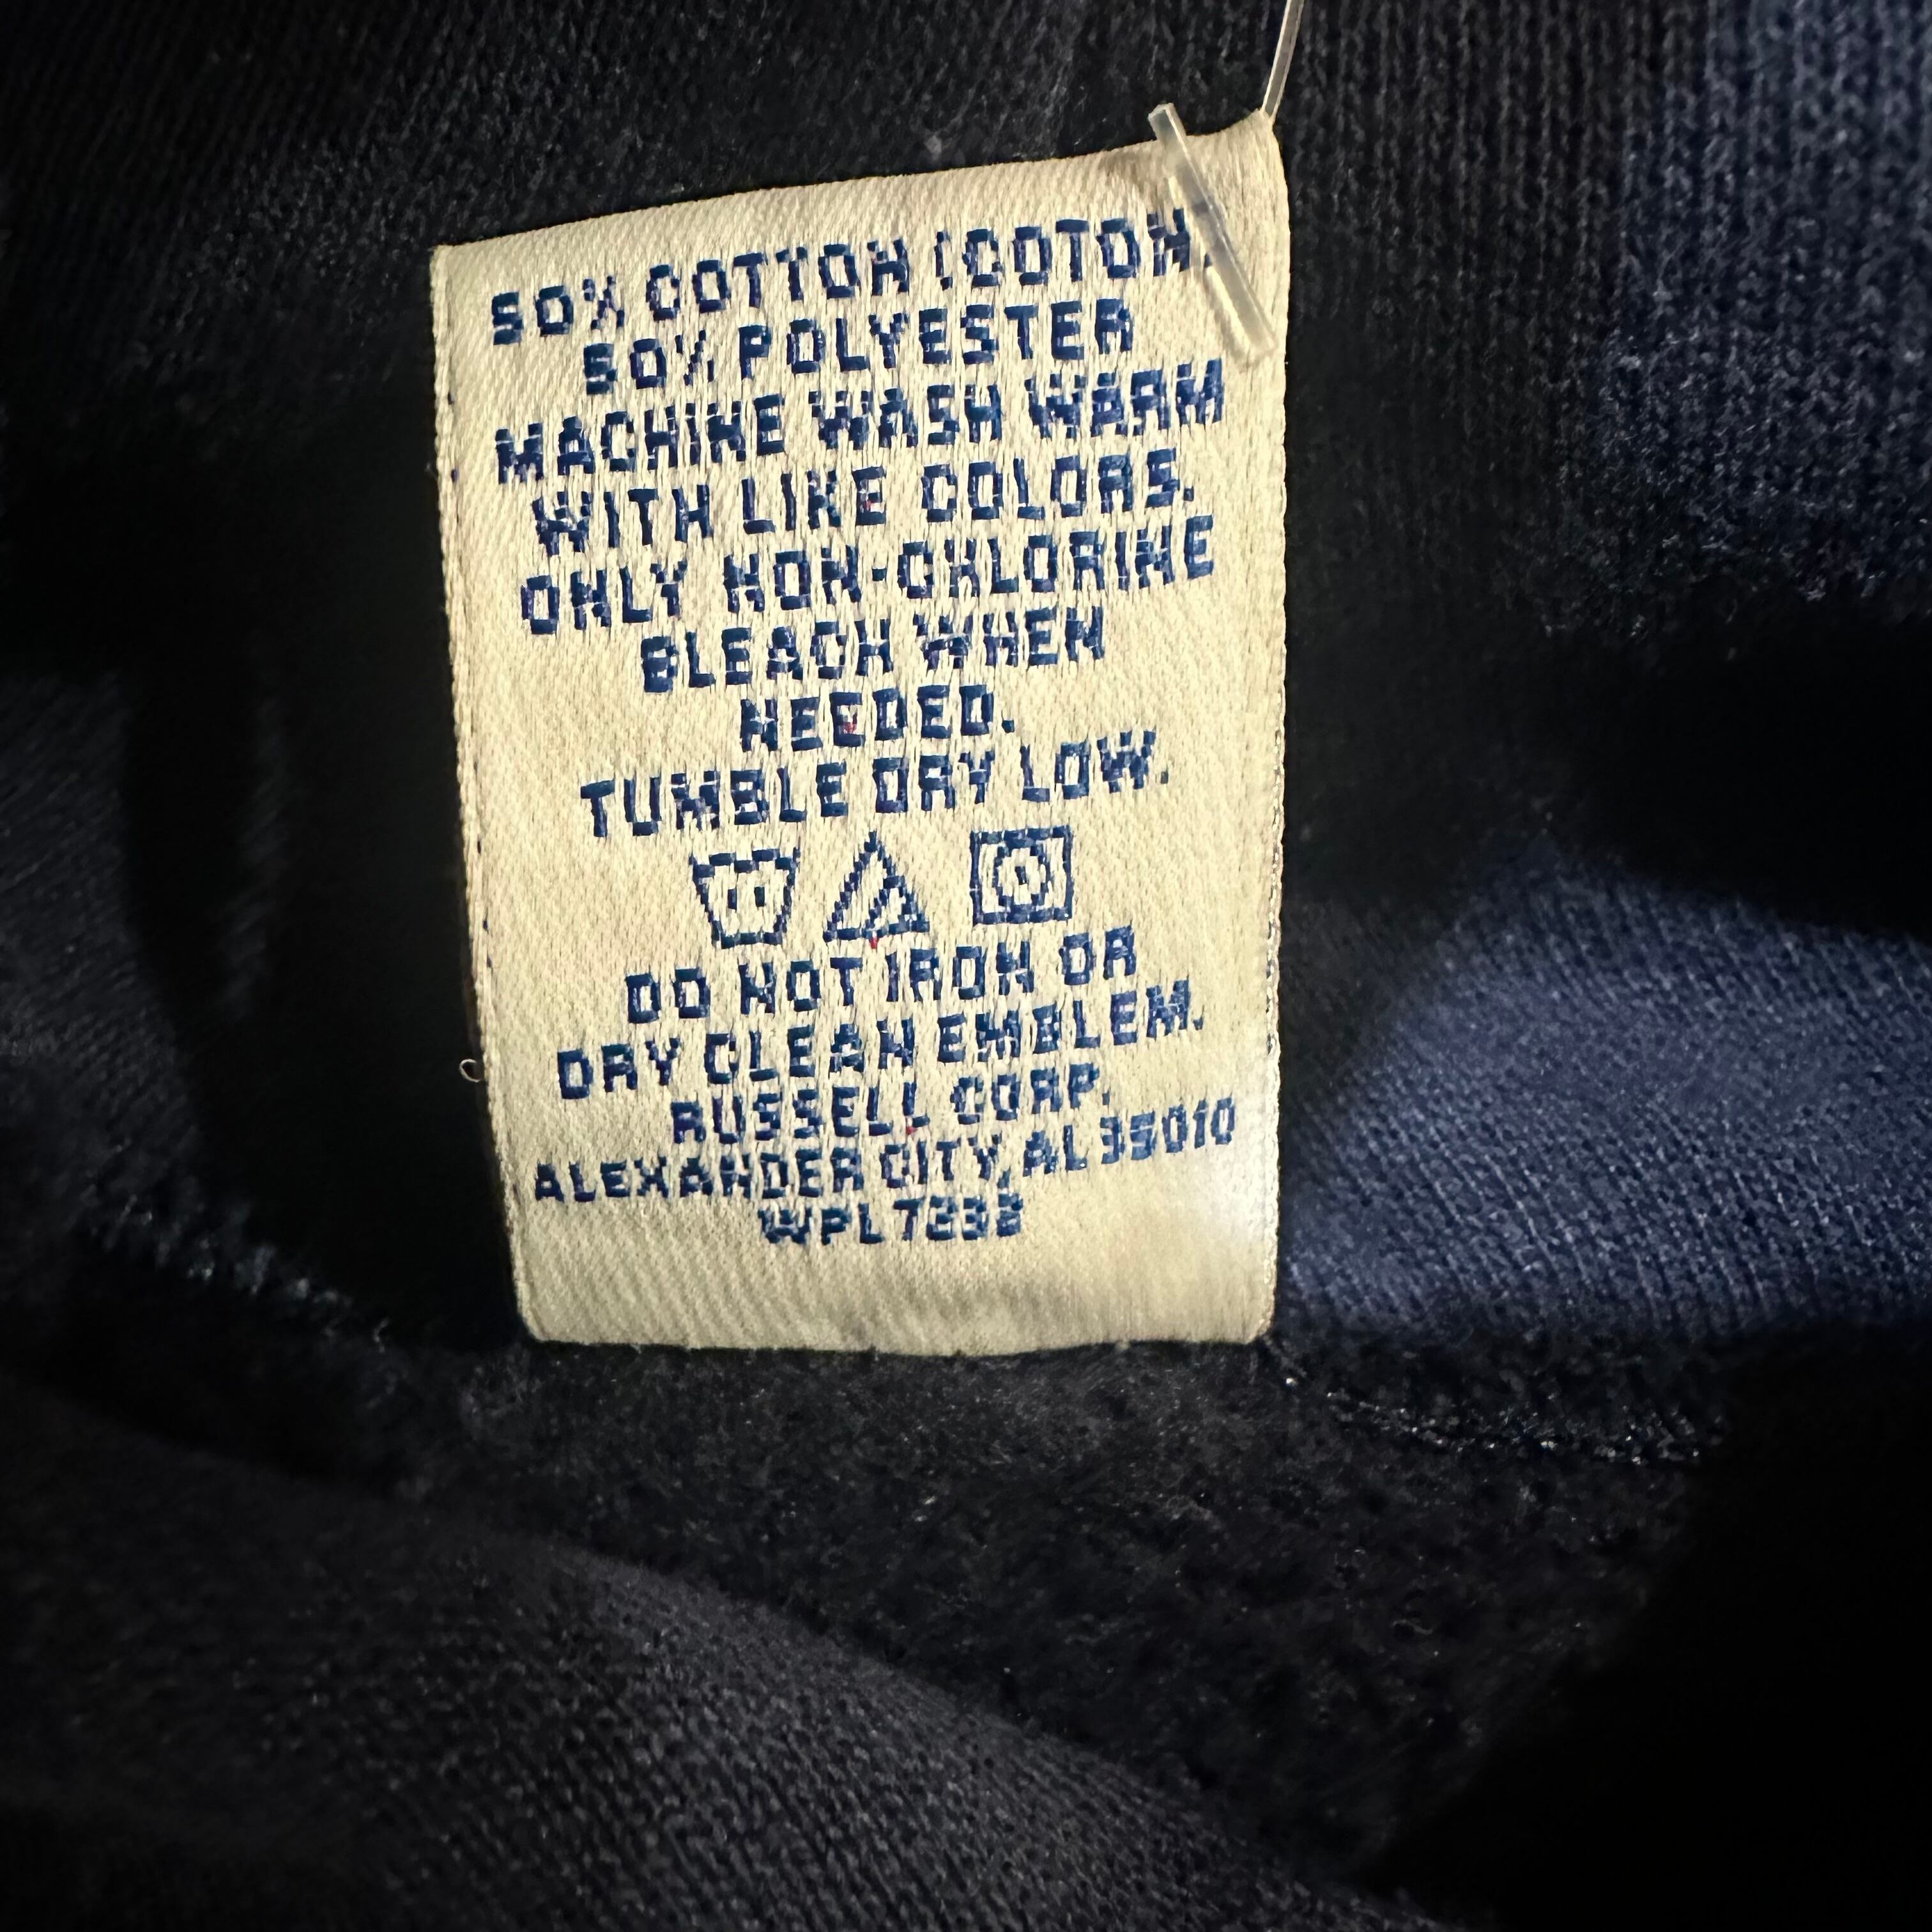 50% COTTON (COTON)
50% POLYESTER
MACHINE WASH WARM
WITH LIKE COLORS.
ONLY NON-CHLORINE
BLEACH WHEN
NEEDED.
TUMBLE DRY LOW.
DO NOT IRON OR
DRY CLEAN EMBLEM.
RUSSELL CORP.
ALEXANDER CITY, AL 35010
WPL 7232